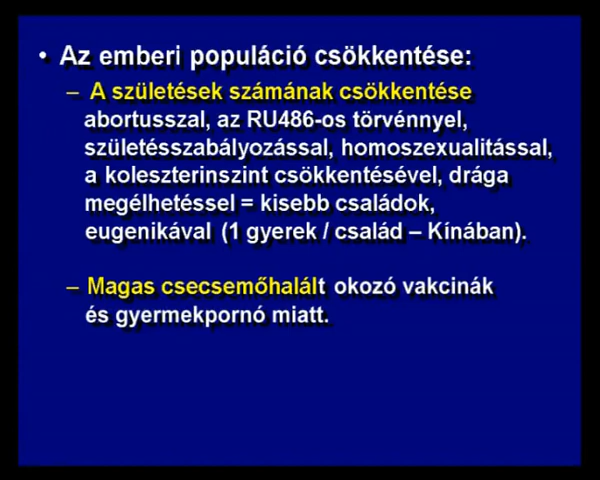 • Az emberi populáció csökkentése:
– A születések számának csökkentése
abortusszal, az RU486-os törvénnyel,
születésszabályozással, homoszexualitással,
a koleszterinszint csökkentésével, drága
megélhetéssel = kisebb családok,
eugenikával (1 gyerek / család – Kínában).
– Magas csecsemőhalált okozó vakcinák
és gyermekpornó miatt.